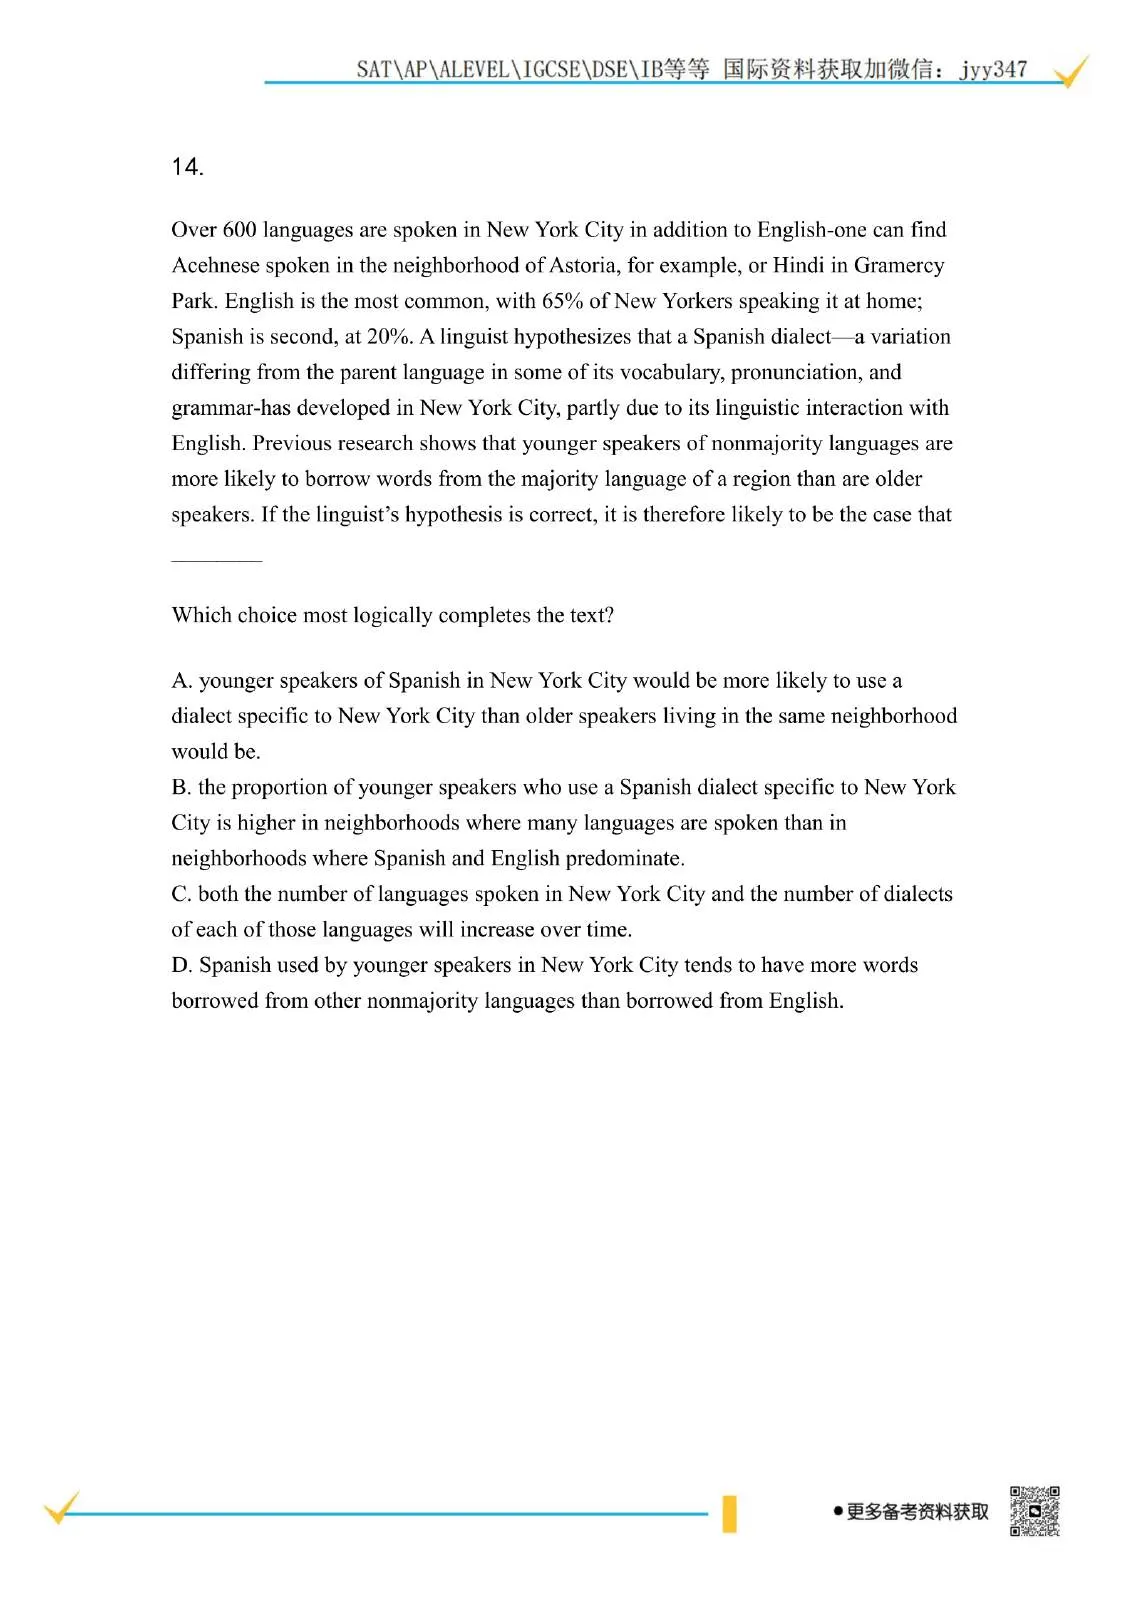 SAT\AP\ALEVEL\IGCSE\DSE\IB等等 国际资料获取加微信：jyy347
14.
Over 600 languages are spoken in New York City in addition to English-one can find
Acehnese spoken in the neighborhood of Astoria, for example, or Hindi in Gramercy
Park. English is the most common, with 65% of New Yorkers speaking it at home;
Spanish is second, at 20%. A linguist hypothesizes that a Spanish dialect—a variation
differing from the parent language in some of its vocabulary, pronunciation, and
grammar-has developed in New York City, partly due to its linguistic interaction with
English. Previous research shows that younger speakers of nonmajority languages are
more likely to borrow words from the majority language of a region than are older
speakers. If the linguist’s hypothesis is correct, it is therefore likely to be the case that
________
Which choice most logically completes the text?
A. younger speakers of Spanish in New York City would be more likely to use a
dialect specific to New York City than older speakers living in the same neighborhood
would be.
B. the proportion of younger speakers who use a Spanish dialect specific to New York
City is higher in neighborhoods where many languages are spoken than in
neighborhoods where Spanish and English predominate.
C. both the number of languages spoken in New York City and the number of dialects
of each of those languages will increase over time.
D. Spanish used by younger speakers in New York City tends to have more words
borrowed from other nonmajority languages than borrowed from English.
●更多备考资料获取